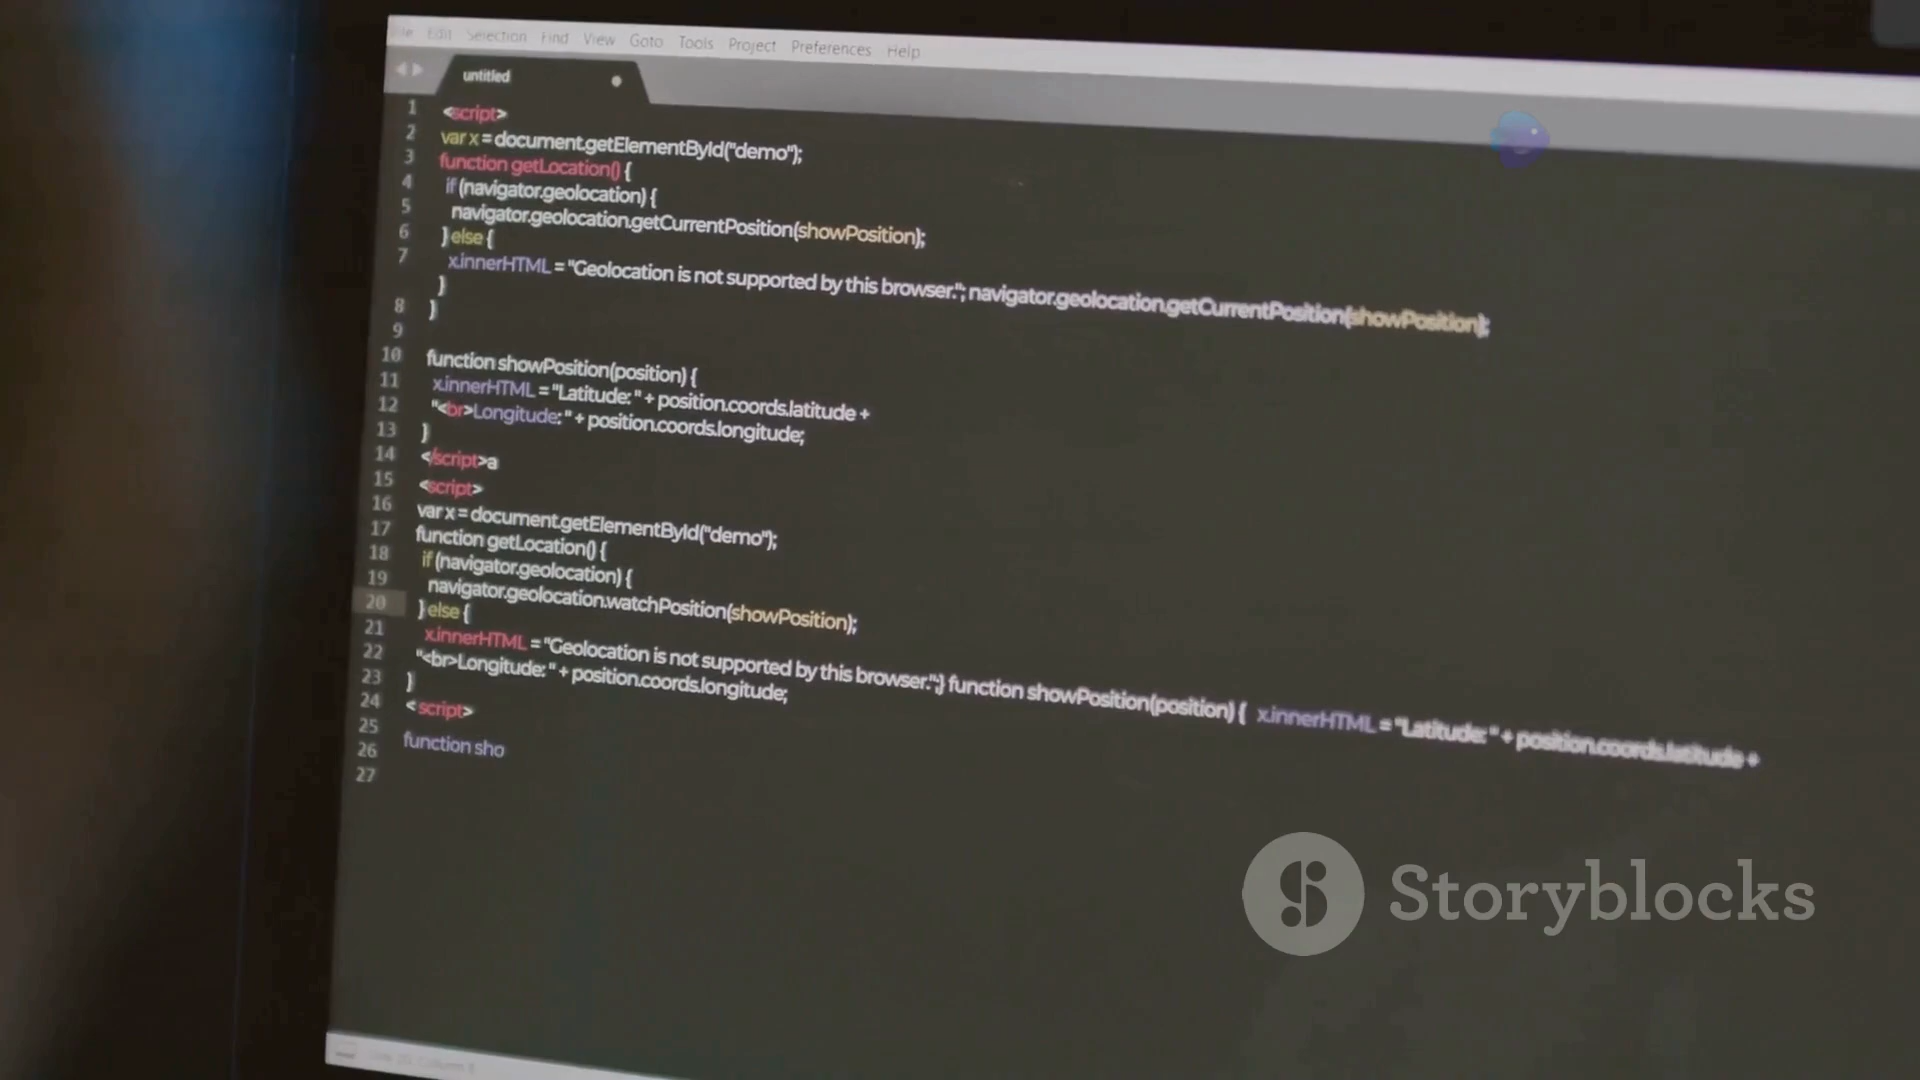 Edit Selection Find View Goto Tools Project Preferences Help
untitled
1 <script>
2 var x = document.getElementById("demo");
3 function getLocation() {
4 if (navigator.geolocation) {
5 navigator.geolocation.getCurrentPosition(showPosition);
6 } else {
7 x.innerHTML = "Geolocation is not supported by this browser."; navigator.geolocation.getCurrentPosition(showPosition);
}
8 }
9
10 function showPosition(position) {
11 x.innerHTML = "Latitude: " + position.coords.latitude +
12 "<br>Longitude: " + position.coords.longitude;
13 }
14 </script>a
15 <script>
16 var x = document.getElementById("demo");
17 function getLocation() {
18 if (navigator.geolocation) {
19 navigator.geolocation.watchPosition(showPosition);
20 } else {
21 x.innerHTML = "Geolocation is not supported by this browser.";} function showPosition(position) { x.innerHTML = "Latitude: " + position.coords.latitude +
22 "<br>Longitude: " + position.coords.longitude;
23 }
24 < script>
25
26 function sho
27
Storyblocks